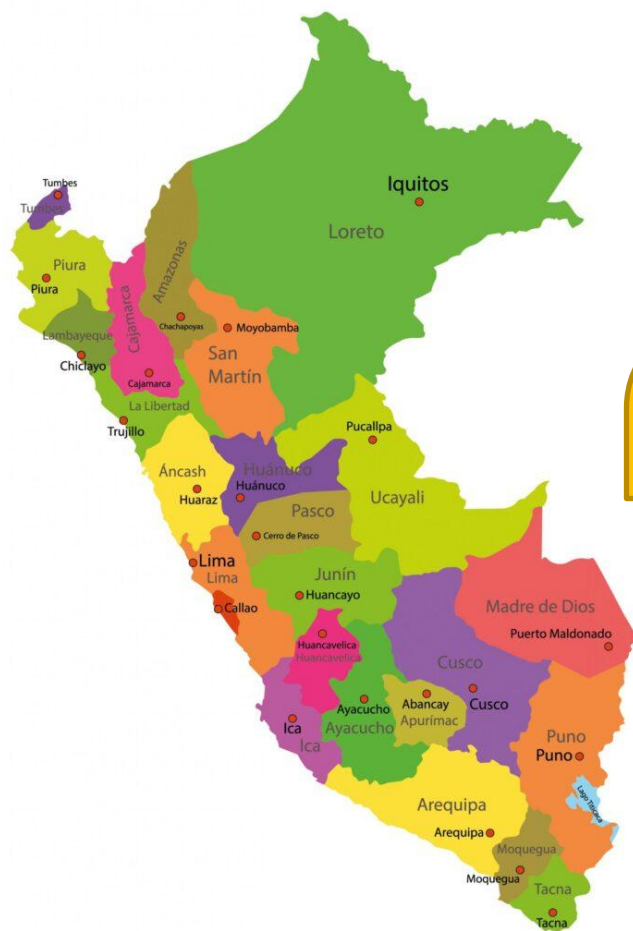 Tumbes
Tumbes
Iquitos
Loreto
Piura
Piura
Amazonas
Cajamarca
Chachapoyas
Moyobamba
Lambayeque
Chiclayo
San
Martín
Cajamarca
La Libertad
Trujillo
Pucallpa
Áncash
Huaraz
Huánuco
Huánuco
Ucayali
Pasco
Cerro de Pasco
Lima
Lima
Junín
Huancayo
Callao
Madre de Dios
Puerto Maldonado
Huancavelica
Huancavelica
Cusco
Cusco
Abancay
Apurímac
Ayacucho
Ayacucho
Ica
Ica
Puno
Puno
Lago Titicaca
Arequipa
Arequipa
Moquegua
Moquegua
Tacna
Tacna